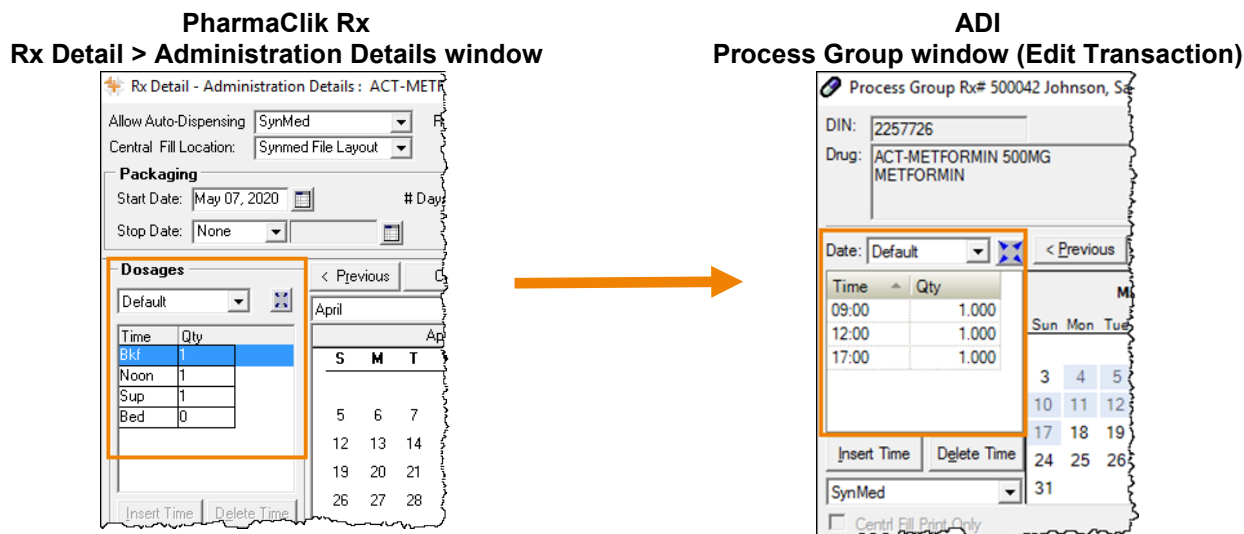 PharmaClik Rx
Rx Detail > Administration Details window
Rx Detail - Administration Details : ACT-METF
Allow Auto-Dispensing SynMed
Central Fill Location: Synmed File Layout
Packaging
Start Date: May 07, 2020 # Days
Stop Date: None
Dosages
Default
< Previous
April
Time Qty
Bkf 1
Noon 1
Sup 1
Bed 0
S M T
5 6 7
12 13 14
19 20 21
26 27 28
Insert Time Delete Time
ADI
Process Group window (Edit Transaction)
Process Group Rx# 500042 Johnson, Sa
DIN: 2257726
Drug: ACT-METFORMIN 500MG
METFORMIN
Date: Default < Previous
Time Qty
09:00 1.000
12:00 1.000
17:00 1.000
Sun Mon Tue
3 4 5
10 11 12
17 18 19
24 25 26
31
Insert Time Delete Time
SynMed
Centrl Fill Print Only